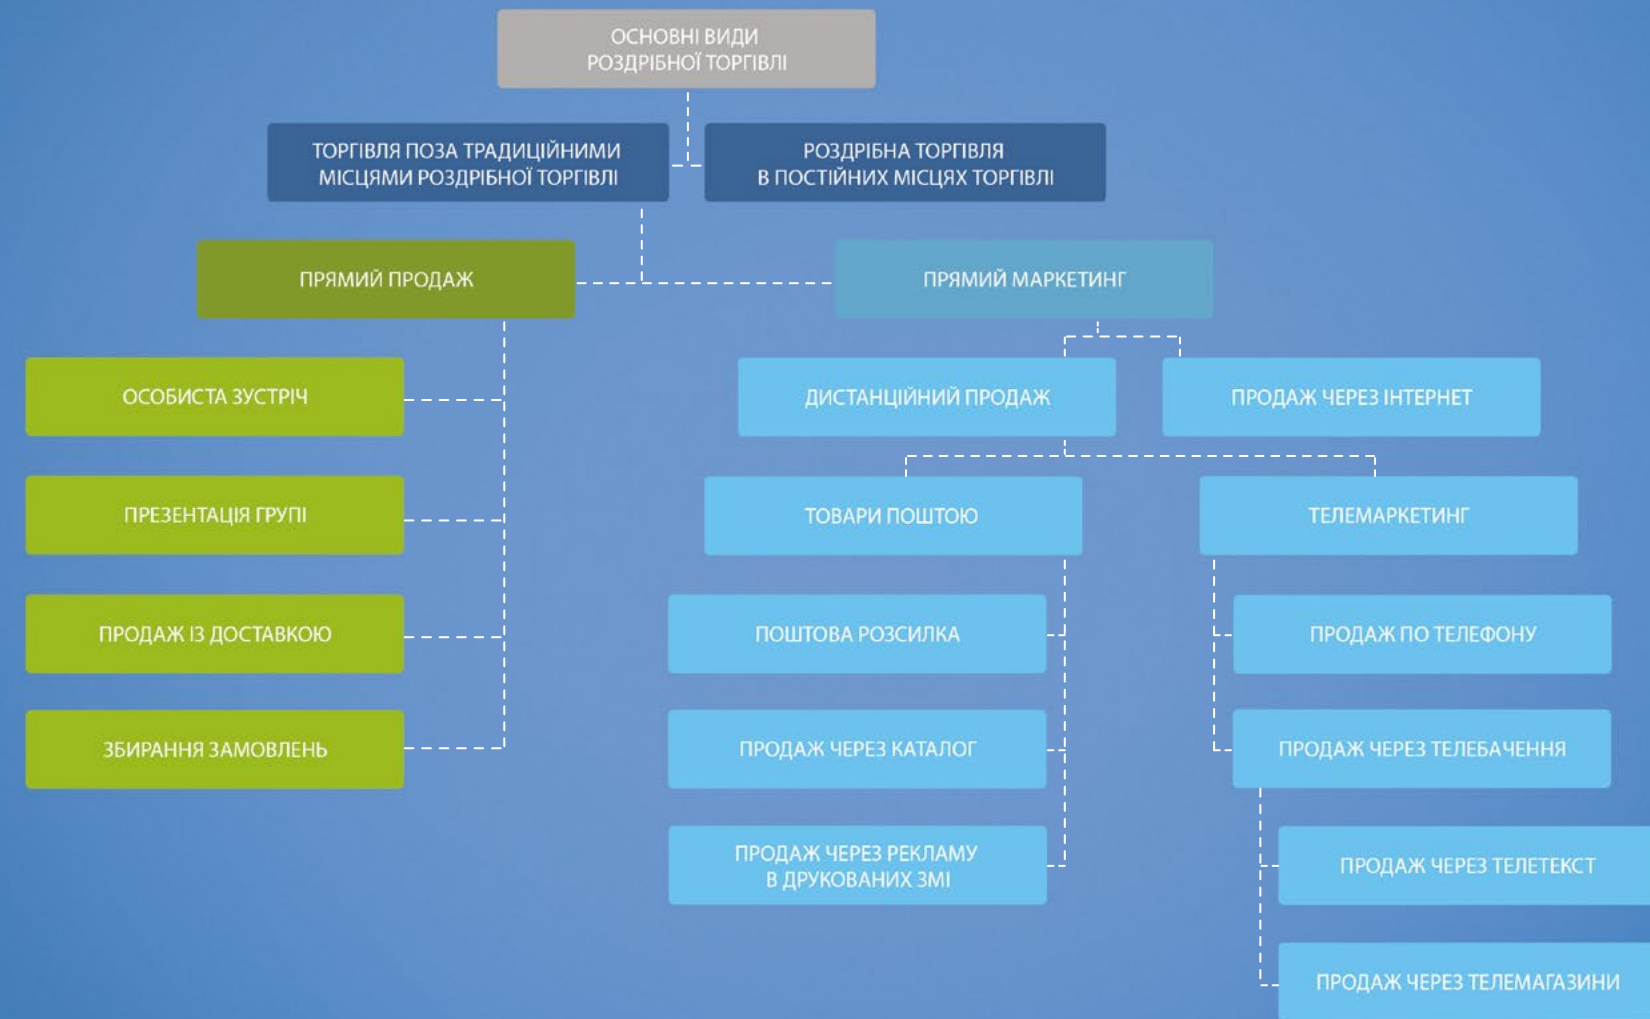 ОСНОВНІ ВИДИ
РОЗДРІБНОЇ ТОРГІВЛІ
ТОРГІВЛЯ ПОЗА ТРАДИЦІЙНИМИ
МІСЦЯМИ РОЗДРІБНОЇ ТОРГІВЛІ
РОЗДРІБНА ТОРГІВЛЯ
В ПОСТІЙНИХ МІСЦЯХ ТОРГІВЛІ
ПРЯМИЙ ПРОДАЖ
ПРЯМИЙ МАРКЕТИНГ
ОСОБИСТА ЗУСТРІЧ
ДИСТАНЦІЙНИЙ ПРОДАЖ
ПРОДАЖ ЧЕРЕЗ ІНТЕРНЕТ
ПРЕЗЕНТАЦІЯ ГРУПІ
ТОВАРИ ПОШТОЮ
ТЕЛЕМАРКЕТИНГ
ПРОДАЖ ІЗ ДОСТАВКОЮ
ПОШТОВА РОЗСИЛКА
ПРОДАЖ ПО ТЕЛЕФОНУ
ЗБИРАННЯ ЗАМОВЛЕНЬ
ПРОДАЖ ЧЕРЕЗ КАТАЛОГ
ПРОДАЖ ЧЕРЕЗ ТЕЛЕБАЧЕННЯ
ПРОДАЖ ЧЕРЕЗ РЕКЛАМУ
В ДРУКОВАНИХ ЗМІ
ПРОДАЖ ЧЕРЕЗ ТЕЛЕТЕКСТ
ПРОДАЖ ЧЕРЕЗ ТЕЛЕМАГАЗИНИ